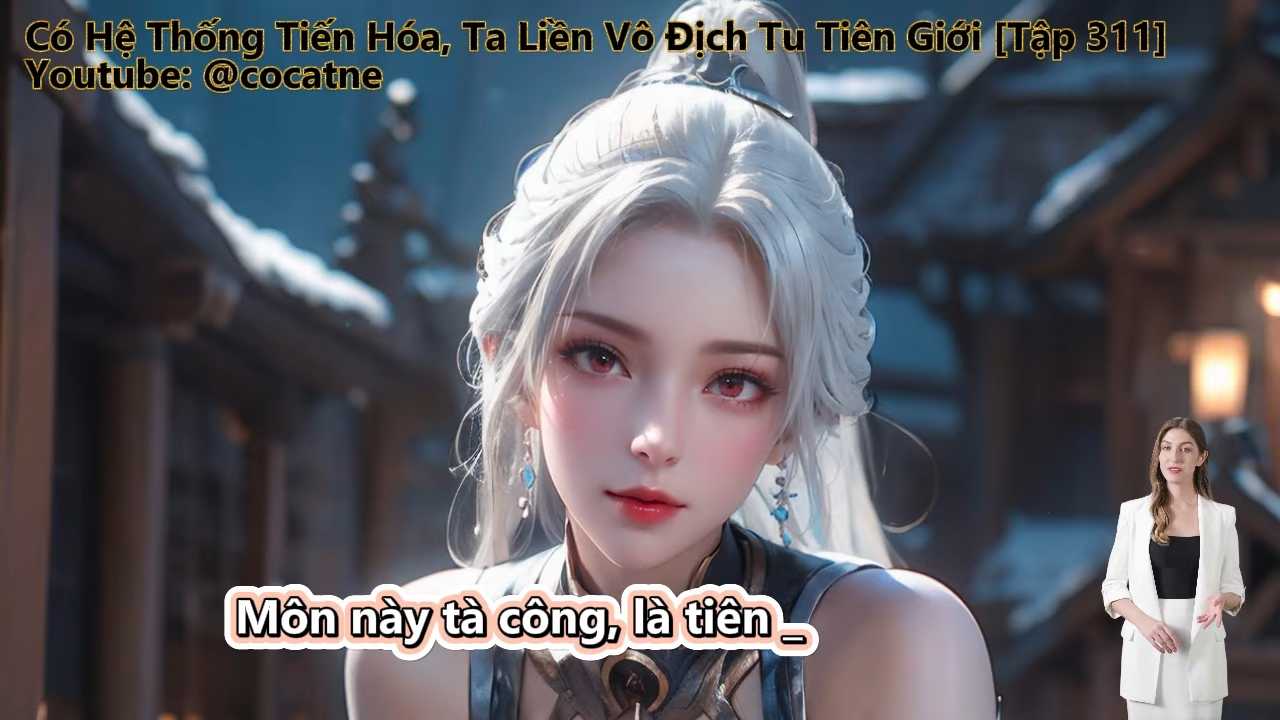 Có Hệ Thống Tiến Hóa, Ta Liền Vô Địch Tu Tiên Giới [Tập 311]
Youtube: @cocatne
Môn này tà công, là tiên _